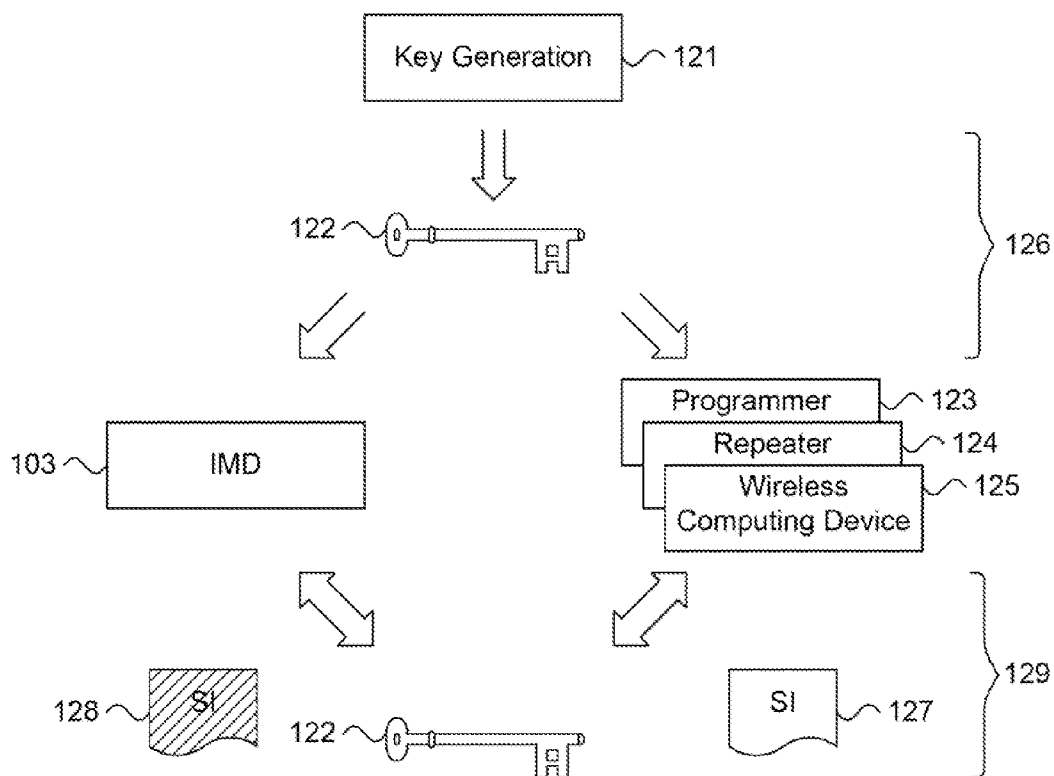 Key Generation
121
122
126
Programmer
123
103
IMD
Repeater
124
Wireless
Computing Device
125
129
128
SI
SI
127
122